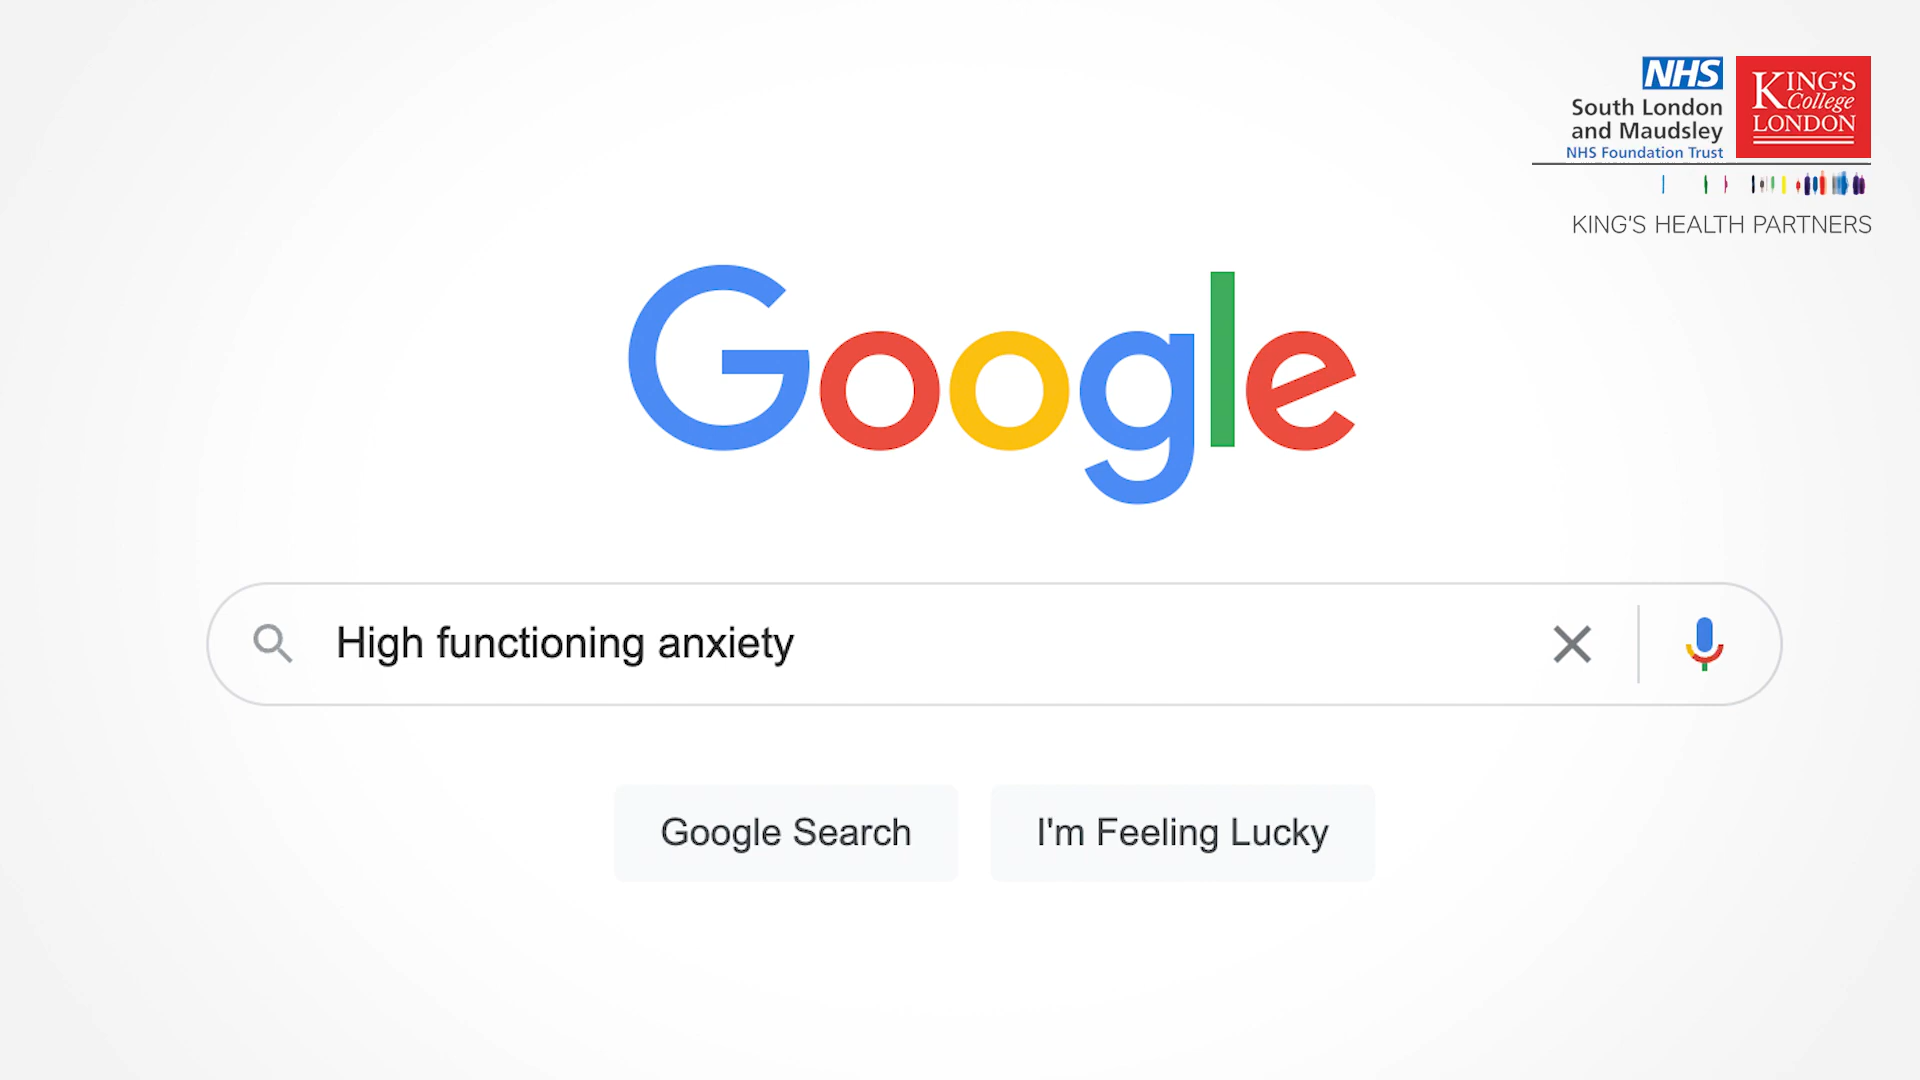 NHS
South London
and Maudsley
NHS Foundation Trust
KING'S
College
LONDON
KING'S HEALTH PARTNERS
Google
High functioning anxiety
Google Search
I'm Feeling Lucky